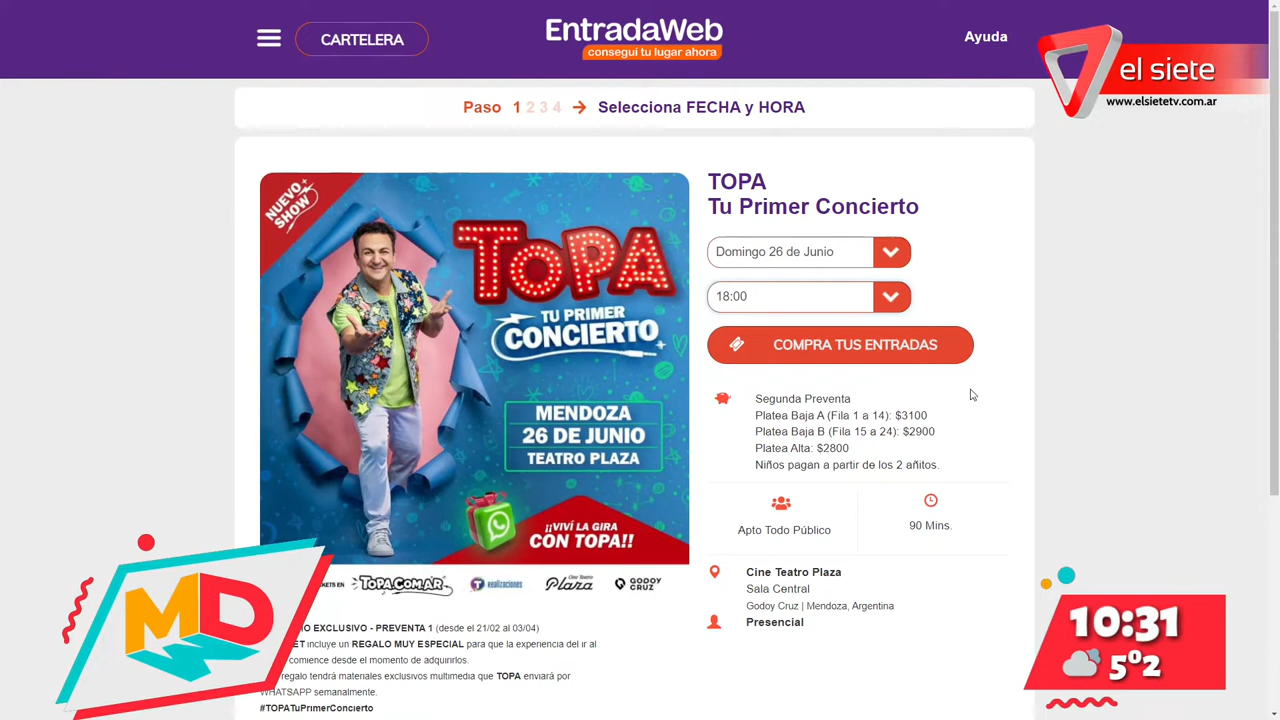 CARTELERA
EntradaWeb
conseguí tu lugar ahora
Ayuda
el siete
www.elsietetv.com.ar
Paso 1 2 3 4 → Selecciona FECHA y HORA
NUEVO SHOW
TOPA
TU PRIMER
CONCIERTO
MENDOZA
26 DE JUNIO
TEATRO PLAZA
¡¡VIVÍ LA GIRA
CON TOPA!!
TOPA.COM.AR
realizaciones
Cine Teatro
Plaza
GODOY
CRUZ
EXCLUSIVO - PREVENTA 1 (desde el 21/02 al 03/04)
incluye un REGALO MUY ESPECIAL para que la experiencia del ir al
comience desde el momento de adquirirlos.
regalo tendrá materiales exclusivos multimedia que TOPA enviará por
WHATSAPP semanalmente.
#TOPATuPrimerConcierto
TOPA
Tu Primer Concierto
Domingo 26 de Junio
18:00
COMPRA TUS ENTRADAS
Segunda Preventa
Platea Baja A (Fila 1 a 14): $3100
Platea Baja B (Fila 15 a 24): $2900
Platea Alta: $2800
Niños pagan a partir de los 2 añitos.
Apto Todo Público
90 Mins.
Cine Teatro Plaza
Sala Central
Godoy Cruz | Mendoza, Argentina
Presencial
MD
10:31
5º2